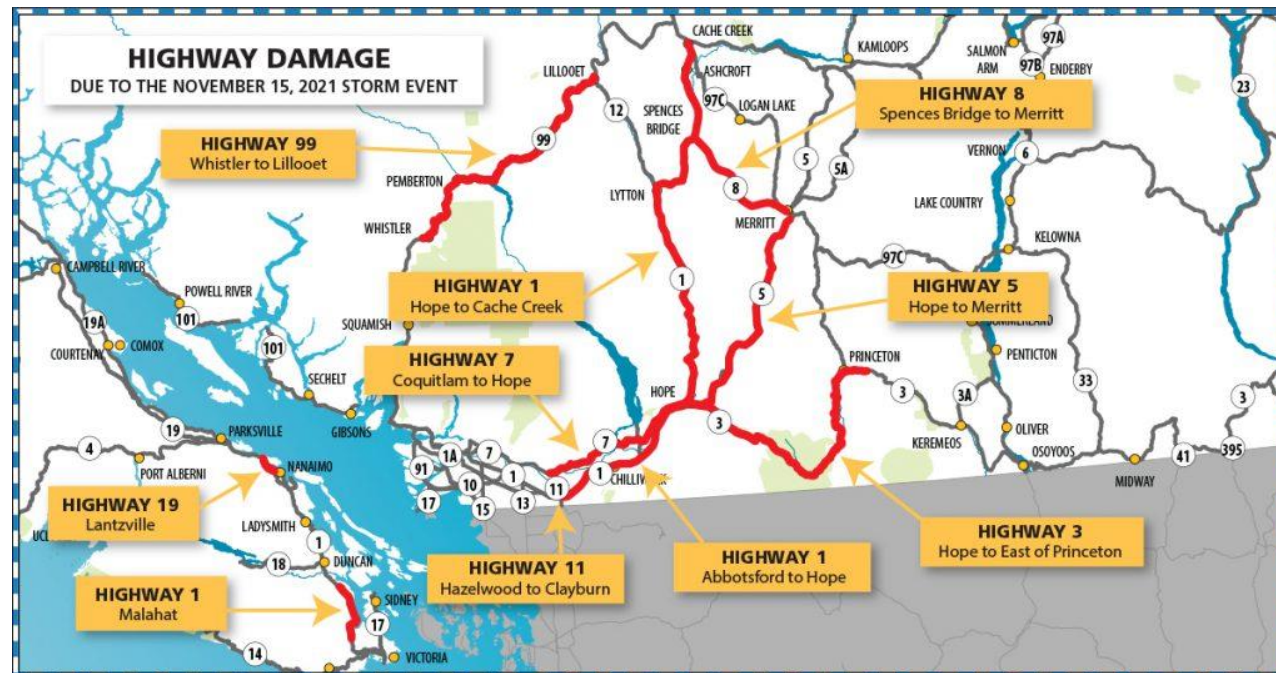 HIGHWAY DAMAGE
DUE TO THE NOVEMBER 15, 2021 STORM EVENT
HIGHWAY 99
Whistler to Lillooet
HIGHWAY 8
Spences Bridge to Merritt
HIGHWAY 1
Hope to Cache Creek
HIGHWAY 5
Hope to Merritt
HIGHWAY 7
Coquitlam to Hope
HIGHWAY 19
Lantzville
HIGHWAY 1
Malahat
HIGHWAY 11
Hazelwood to Clayburn
HIGHWAY 1
Abbotsford to Hope
HIGHWAY 3
Hope to East of Princeton
CACHE CREEK
KAMLOOPS
SALMON
ARM
97A
97B
ENDERBY
23
LILLOOET
ASHCROFT
97C
LOGAN LAKE
12
SPENCES
BRIDGE
99
5
5A
VERNON
6
PEMBERTON
LYTTON
8
MERRITT
LAKE COUNTRY
WHISTLER
KELOWNA
97C
CAMPBELL RIVER
POWELL RIVER
101
1
5
19A
SQUAMISH
COURTENAY
COMOX
101
PRINCETON
PENTICTON
SECHELT
HOPE
33
3
3A
3
GIBSONS
3
19
PARKSVILLE
KEREMEOS
OLIVER
4
PORT ALBERNI
NANAIMO
91
1A
7
7
1
1
CHILLIWACK
OSOYOOS
MIDWAY
41
395
10
11
17
15
13
LADYSMITH
1
18
DUNCAN
SIDNEY
17
14
VICTORIA